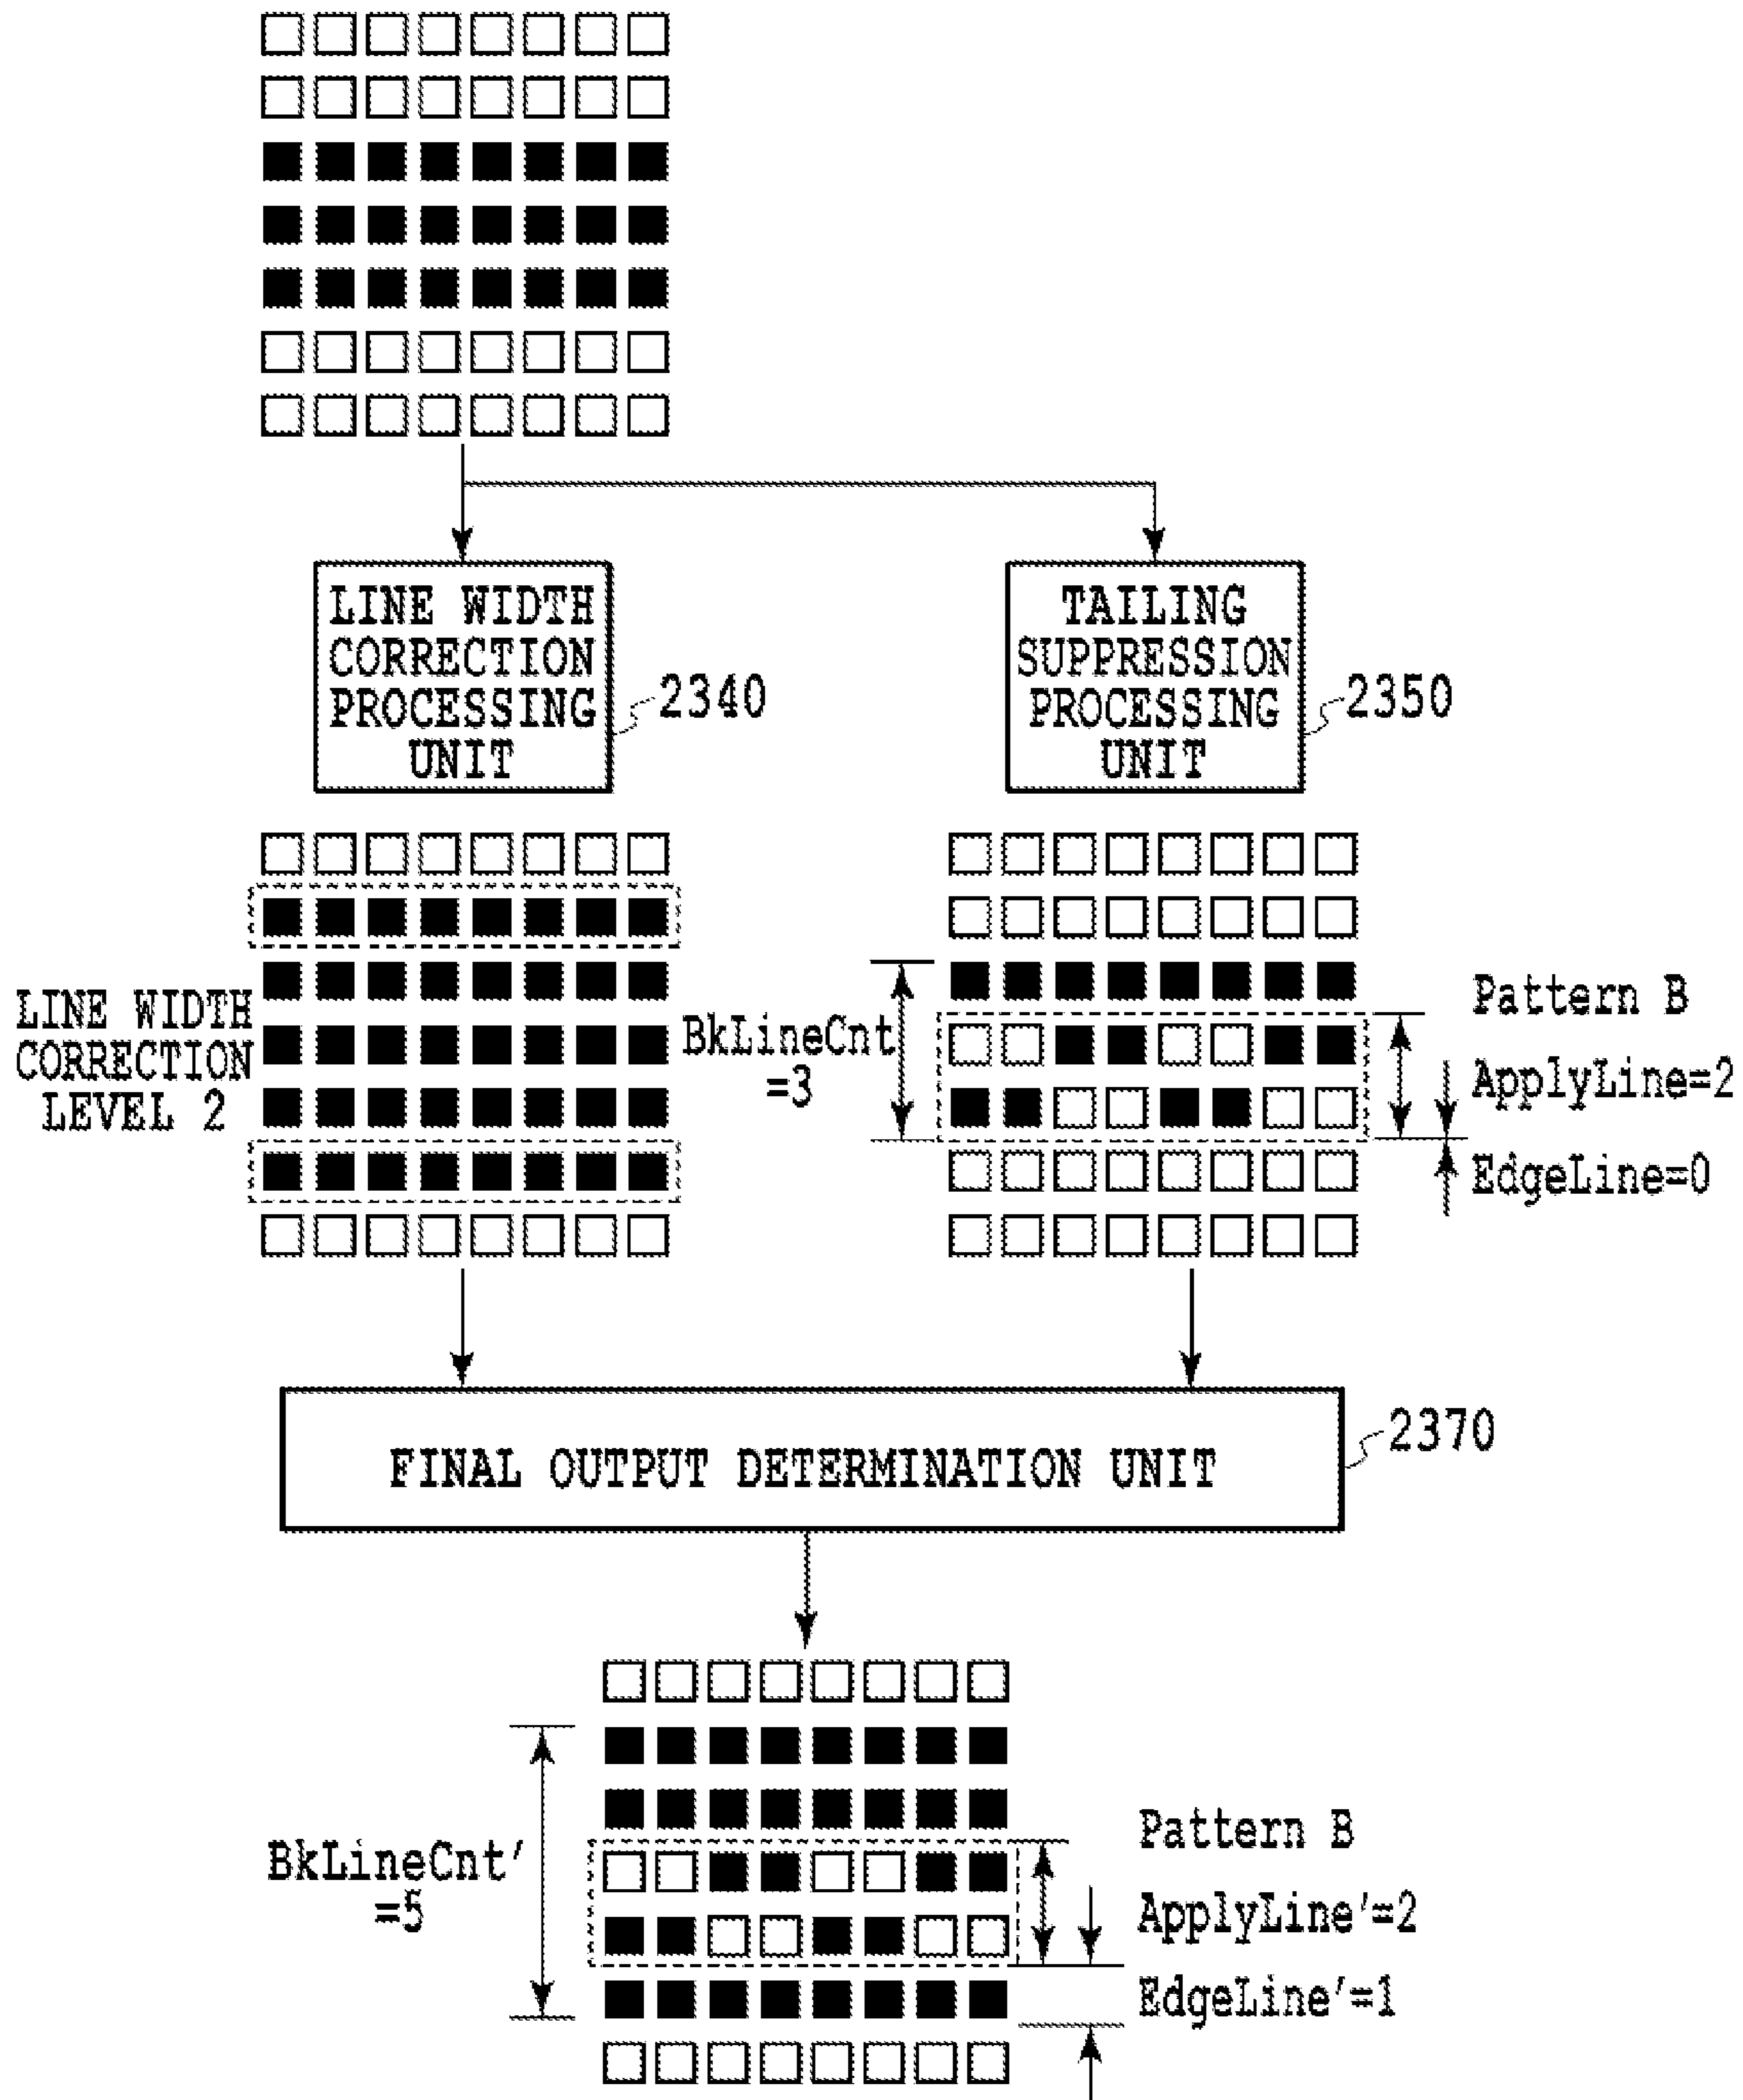 LINE WIDTH
CORRECTION
PROCESSING
UNIT
2340
TAILING
SUPPRESSION
PROCESSING
UNIT
2350
LINE WIDTH
CORRECTION
LEVEL 2
BkLineCnt
=3
Pattern B
ApplyLine=2
EdgeLine=0
FINAL OUTPUT DETERMINATION UNIT
2370
BkLineCnt'
=5
Pattern B
ApplyLine'=2
EdgeLine'=1